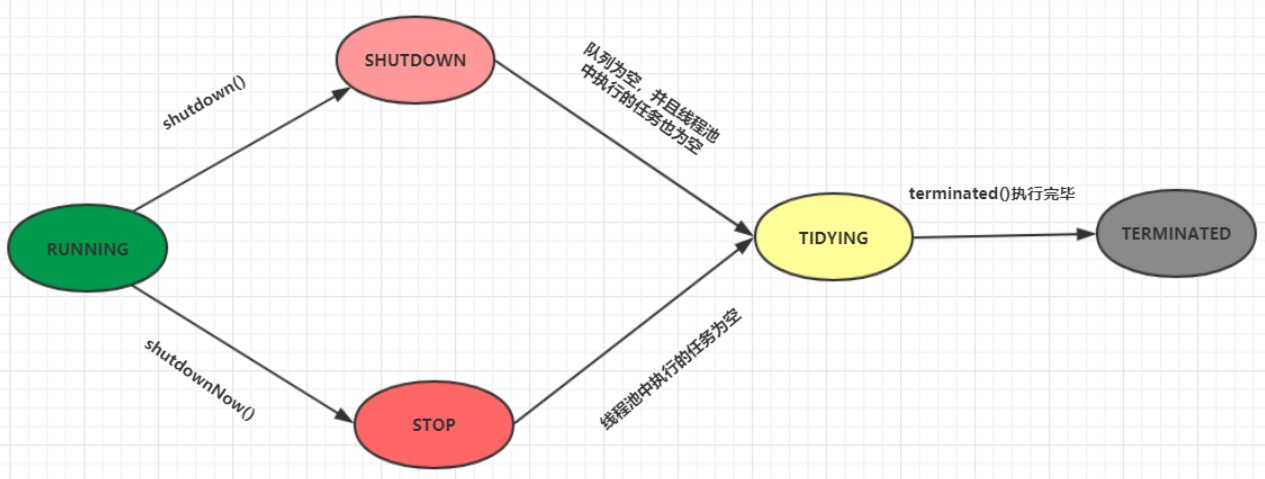 SHUTDOWN
shutdown()
队列为空，并且线程池
中执行的任务也为空
RUNNING
terminated()执行完毕
TIDYING
TERMINATED
shutdownNow()
线程池中执行的任务为空
STOP